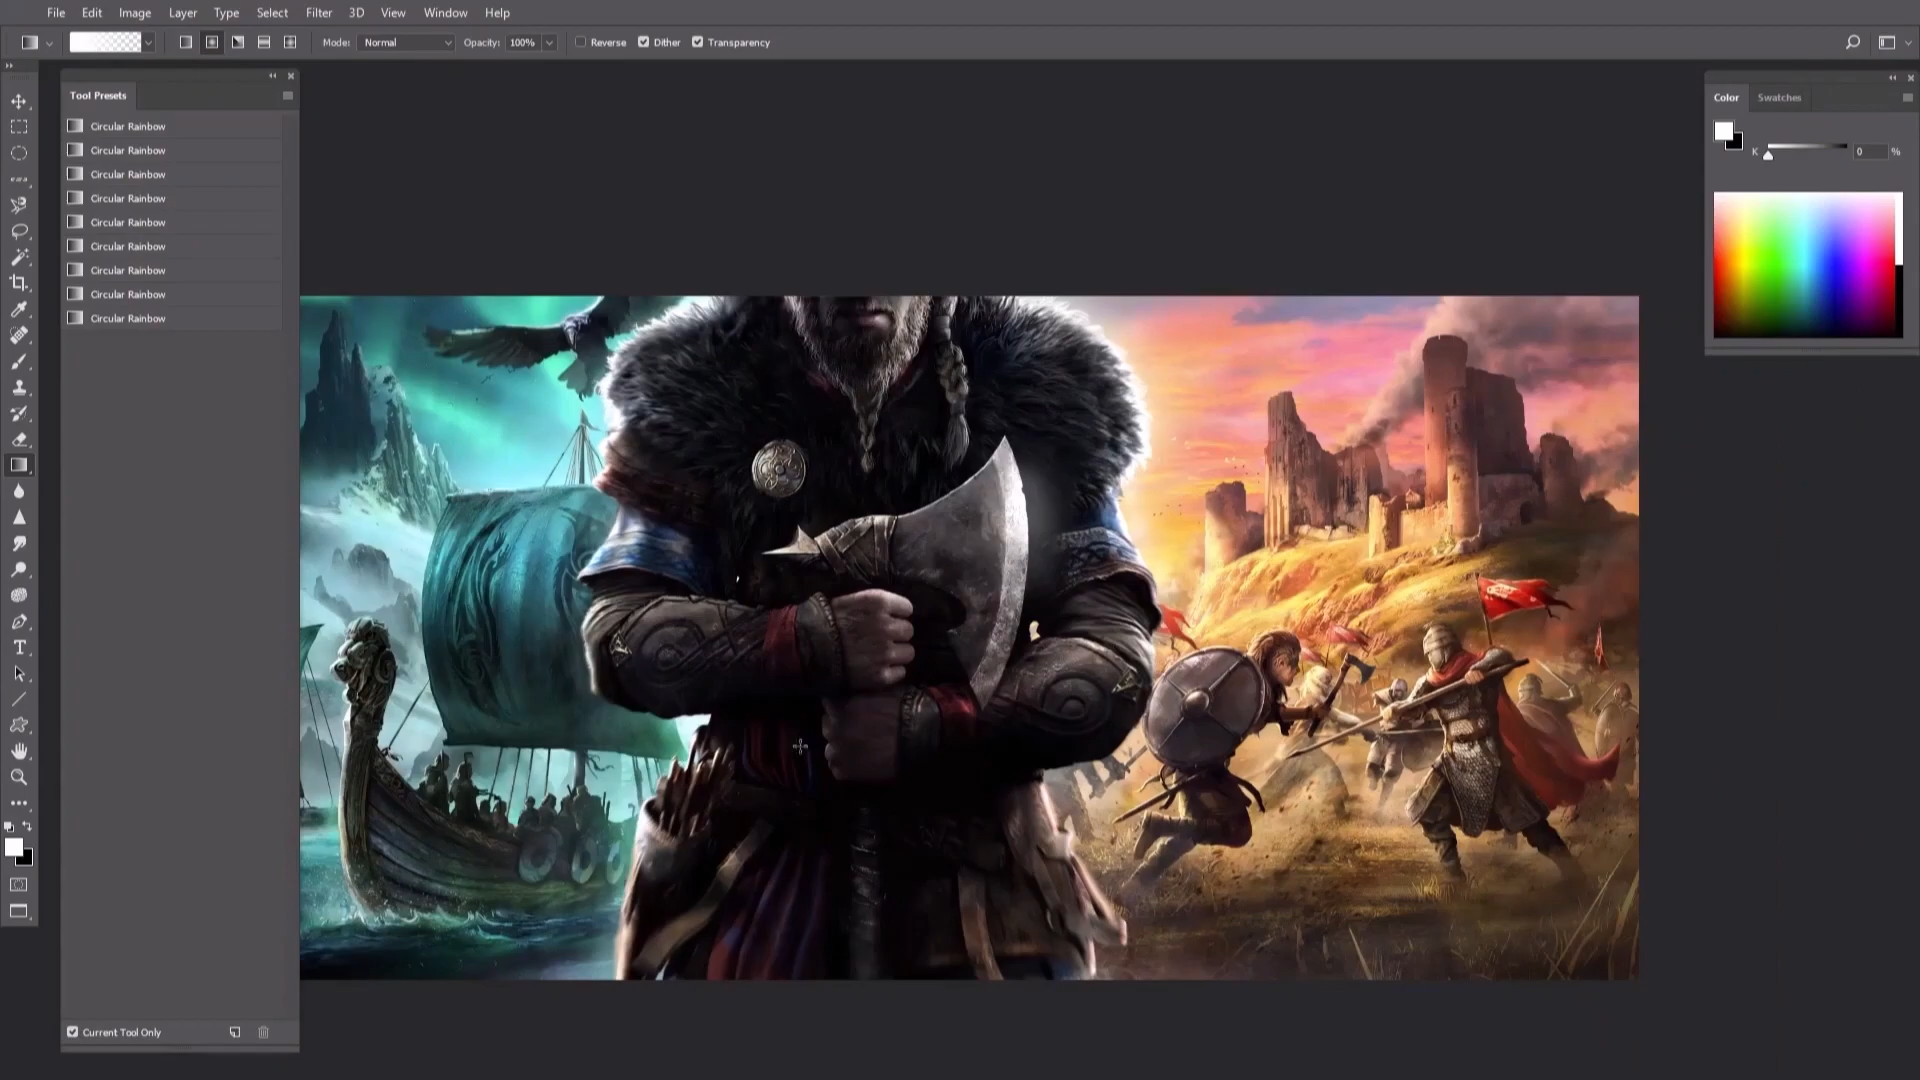 File Edit Image Layer Type Select Filter 3D View Window Help
Mode: Normal Opacity: 100% Reverse Dither Transparency
Tool Presets
Color Swatches
Circular Rainbow
Circular Rainbow
Circular Rainbow
Circular Rainbow
Circular Rainbow
Circular Rainbow
Circular Rainbow
Circular Rainbow
Circular Rainbow
K 0 %
Current Tool Only